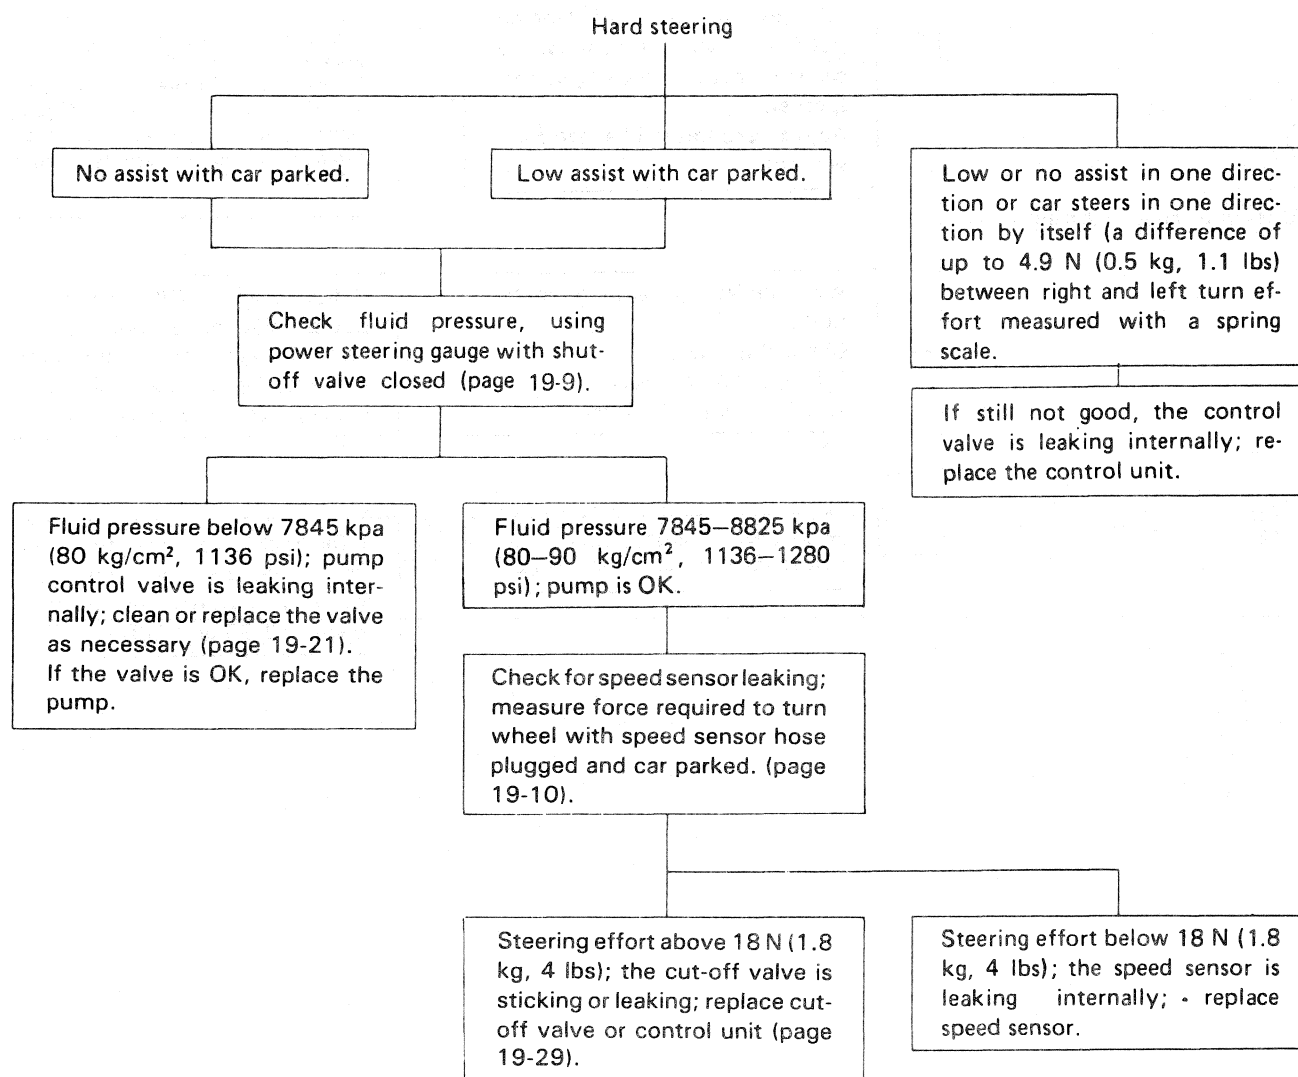 Hard steering
No assist with car parked.
Low assist with car parked.
Low or no assist in one direc-
tion or car steers in one direc-
tion by itself (a difference of
up to 4.9 N (0.5 kg, 1.1 lbs)
between right and left turn ef-
fort measured with a spring
scale.
Check fluid pressure, using
power steering gauge with shut-
off valve closed (page 19-9).
If still not good, the control
valve is leaking internally; re-
place the control unit.
Fluid pressure below 7845 kpa
(80 kg/cm², 1136 psi); pump
control valve is leaking inter-
nally; clean or replace the valve
as necessary (page 19-21).
If the valve is OK, replace the
pump.
Fluid pressure 7845–8825 kpa
(80–90 kg/cm², 1136–1280
psi); pump is OK.
Check for speed sensor leaking;
measure force required to turn
wheel with speed sensor hose
plugged and car parked. (page
19-10).
Steering effort above 18 N (1.8
kg, 4 lbs); the cut-off valve is
sticking or leaking; replace cut-
off valve or control unit (page
19-29).
Steering effort below 18 N (1.8
kg, 4 lbs); the speed sensor is
leaking internally; replace
speed sensor.